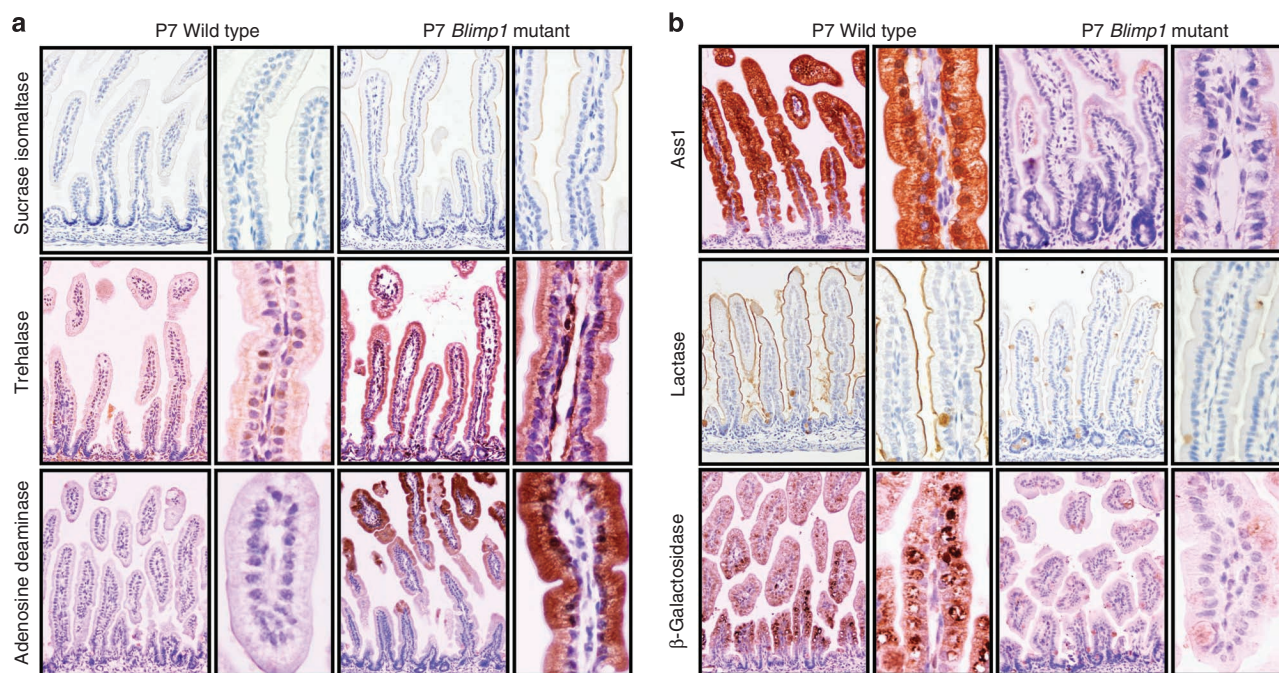 a
P7 Wild type
P7 Blimp1 mutant
Sucrase isomaltase
Trehalase
Adenosine deaminase
b
P7 Wild type
P7 Blimp1 mutant
Ass1
Lactase
β-Galactosidase